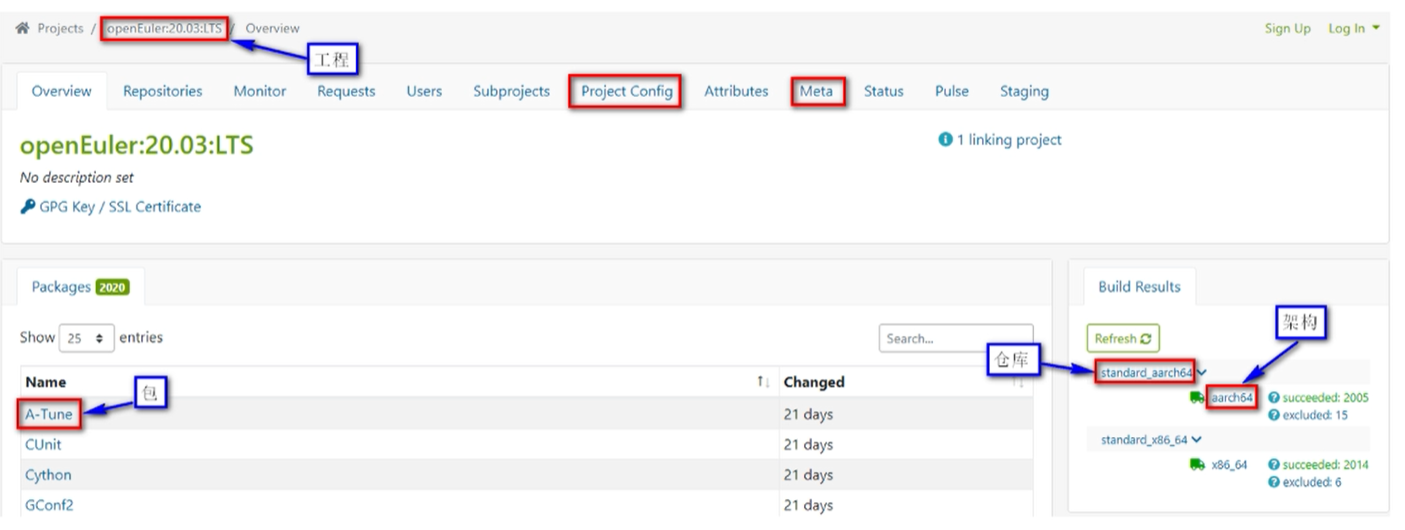 Projects / openEuler:20.03:LTS / Overview
Sign Up Log In
工程
Overview Repositories Monitor Requests Users Subprojects Project Config Attributes Meta Status Pulse Staging
openEuler:20.03:LTS
1 linking project
No description set
GPG Key / SSL Certificate
Packages 2020
Build Results
架构
Show 25 entries
Search...
Refresh
仓库
standard_aarch64
Name Changed
包
aarch64 succeeded: 2005
excluded: 15
A-Tune 21 days
CUnit 21 days
standard_x86_64
x86_64 succeeded: 2014
excluded: 6
Cython 21 days
GConf2 21 days